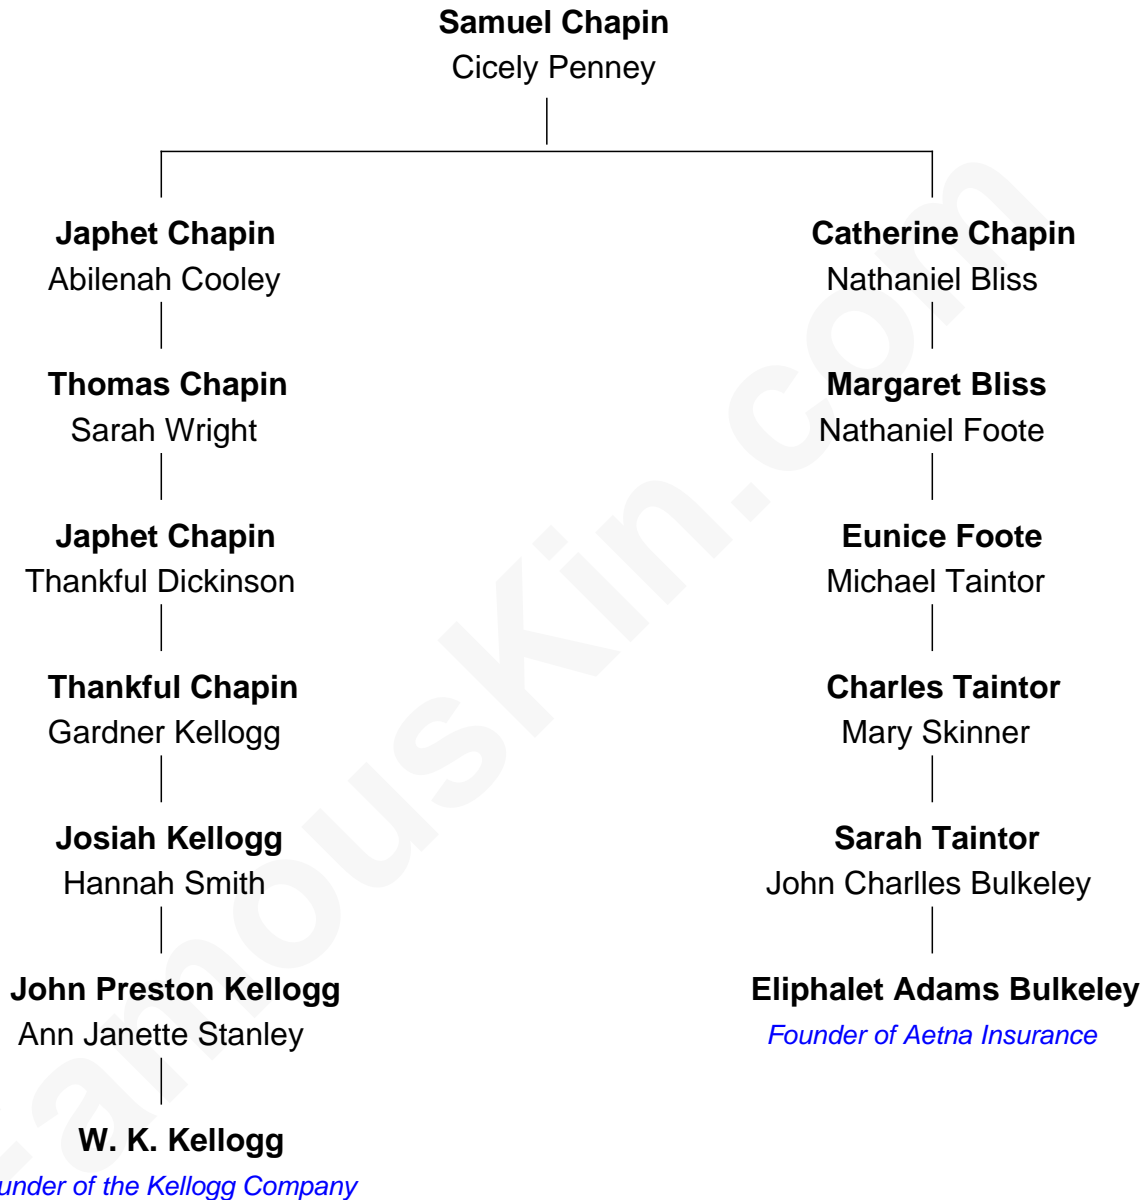 Samuel Chapin
Cicely Penney
Japhet Chapin
Abilenah Cooley
Catherine Chapin
Nathaniel Bliss
Thomas Chapin
Sarah Wright
Margaret Bliss
Nathaniel Foote
Japhet Chapin
Thankful Dickinson
Eunice Foote
Michael Taintor
Thankful Chapin
Gardner Kellogg
Charles Taintor
Mary Skinner
Josiah Kellogg
Hannah Smith
Sarah Taintor
John Charlles Bulkeley
John Preston Kellogg
Ann Janette Stanley
Eliphalet Adams Bulkeley
Founder of Aetna Insurance
W. K. Kellogg
under of the Kellogg Company
amousKin.com